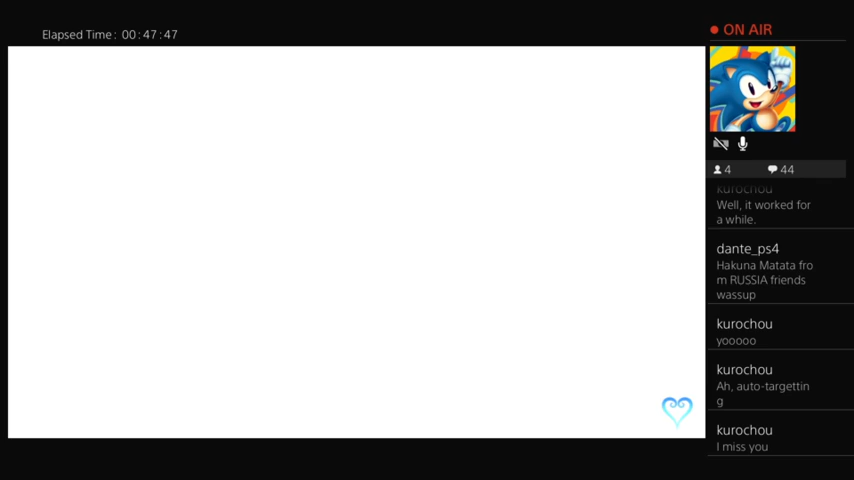 Elapsed Time: 00:47:47
ON AIR
4
44
kurochou
Well, it worked for
a while.
dante_ps4
Hakuna Matata fro
m RUSSIA friends
wassup
kurochou
yooooo
kurochou
Ah, auto-targettin
g
kurochou
I miss you